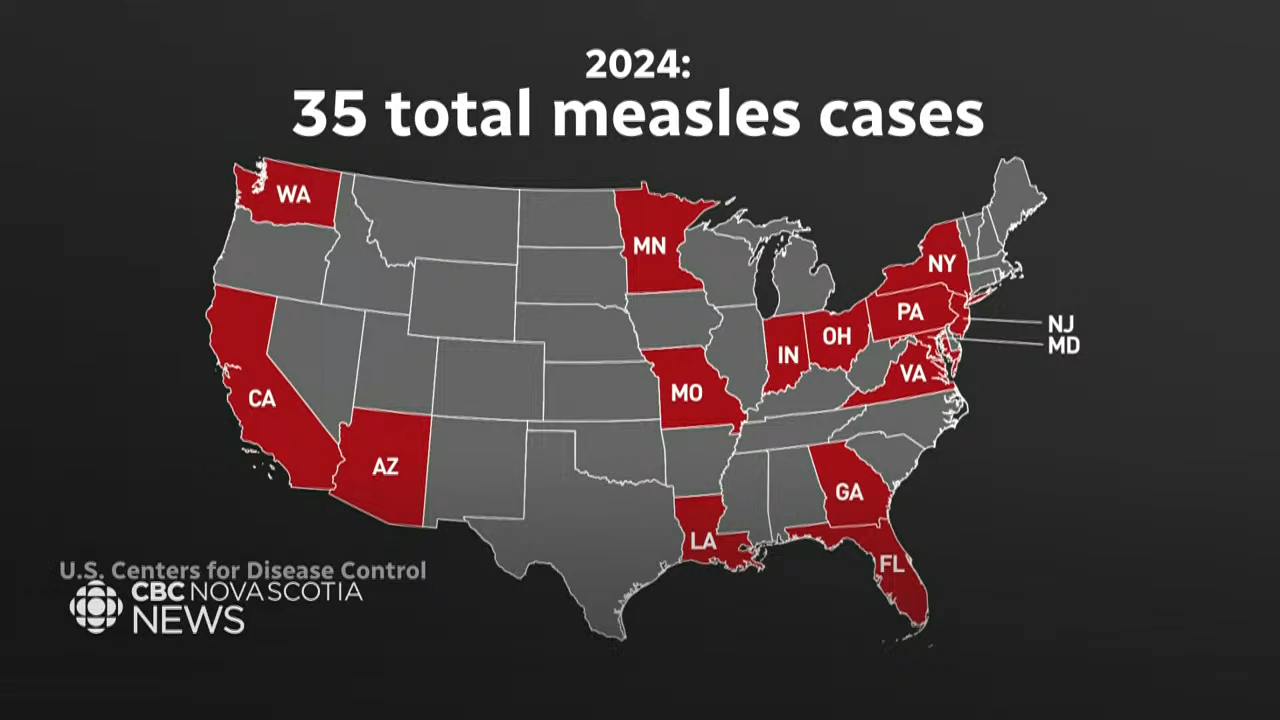 2024:
35 total measles cases
WA
MN
NY
PA
NJ
MD
OH
IN
VA
MO
CA
AZ
GA
LA
FL
U.S. Centers for Disease Control
CBC NOVA SCOTIA
NEWS